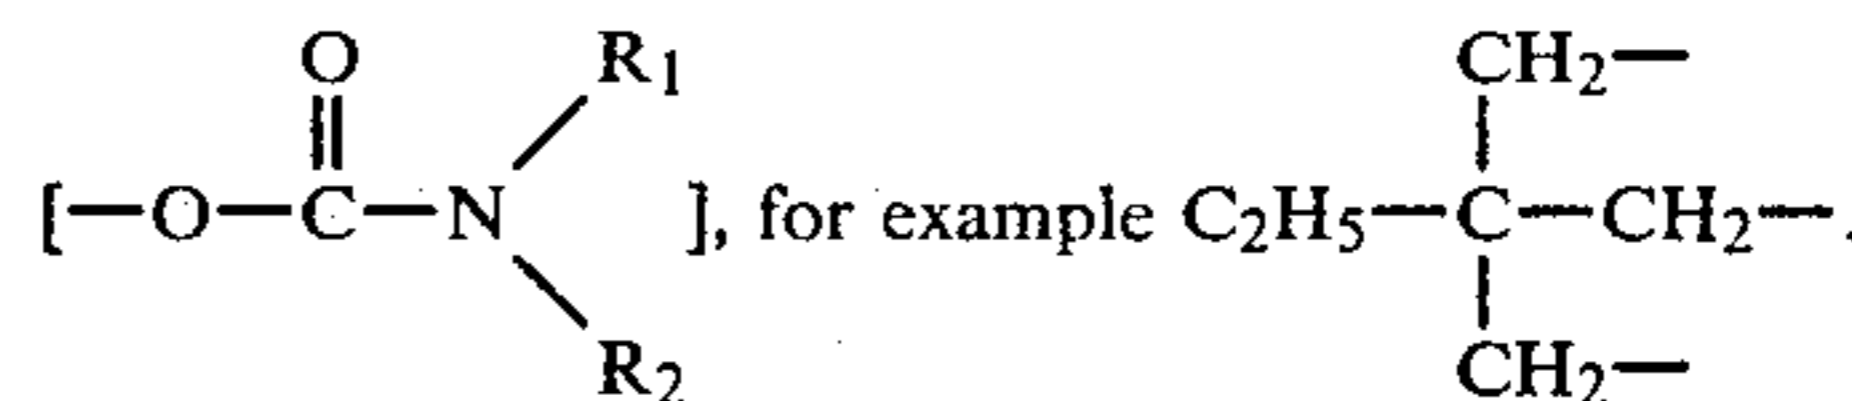 O R₁ CH₂—
[—O—C—N ], for example C₂H₅—C—CH₂—.
R₂ CH₂—